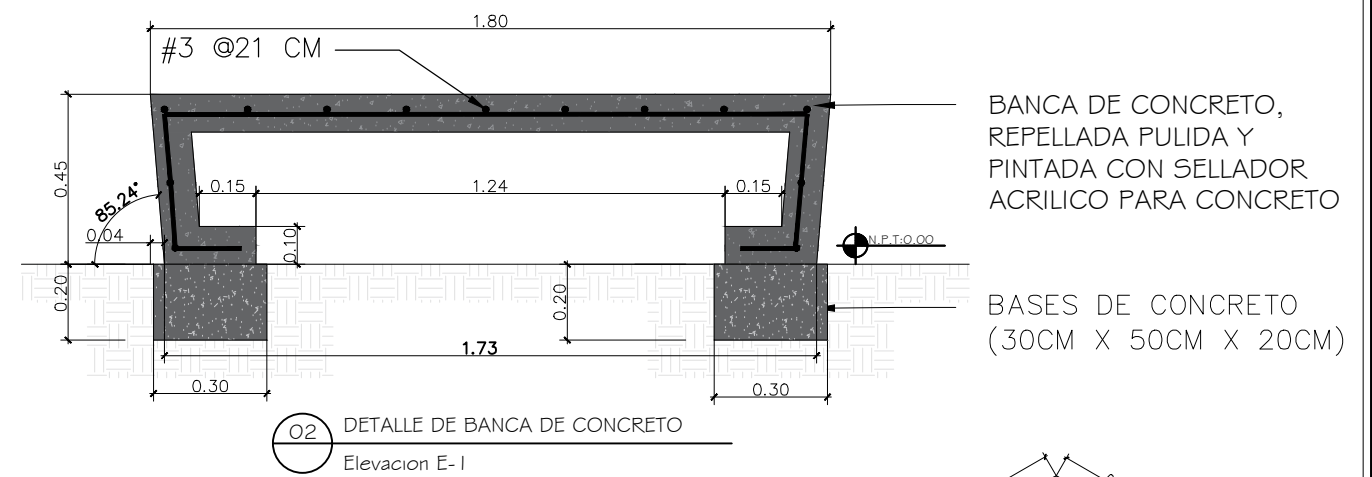 1.80
#3 @21 CM
BANCA DE CONCRETO,
REPELLADA PULIDA Y
PINTADA CON SELLADOR
ACRILICO PARA CONCRETO
0.45
85.24°
0.15
1.24
0.15
0.04
0.10
N.P.T:0.00
0.20
0.20
BASES DE CONCRETO
(30CM X 50CM X 20CM)
1.73
0.30
0.30
02
DETALLE DE BANCA DE CONCRETO
Elevacion E-1